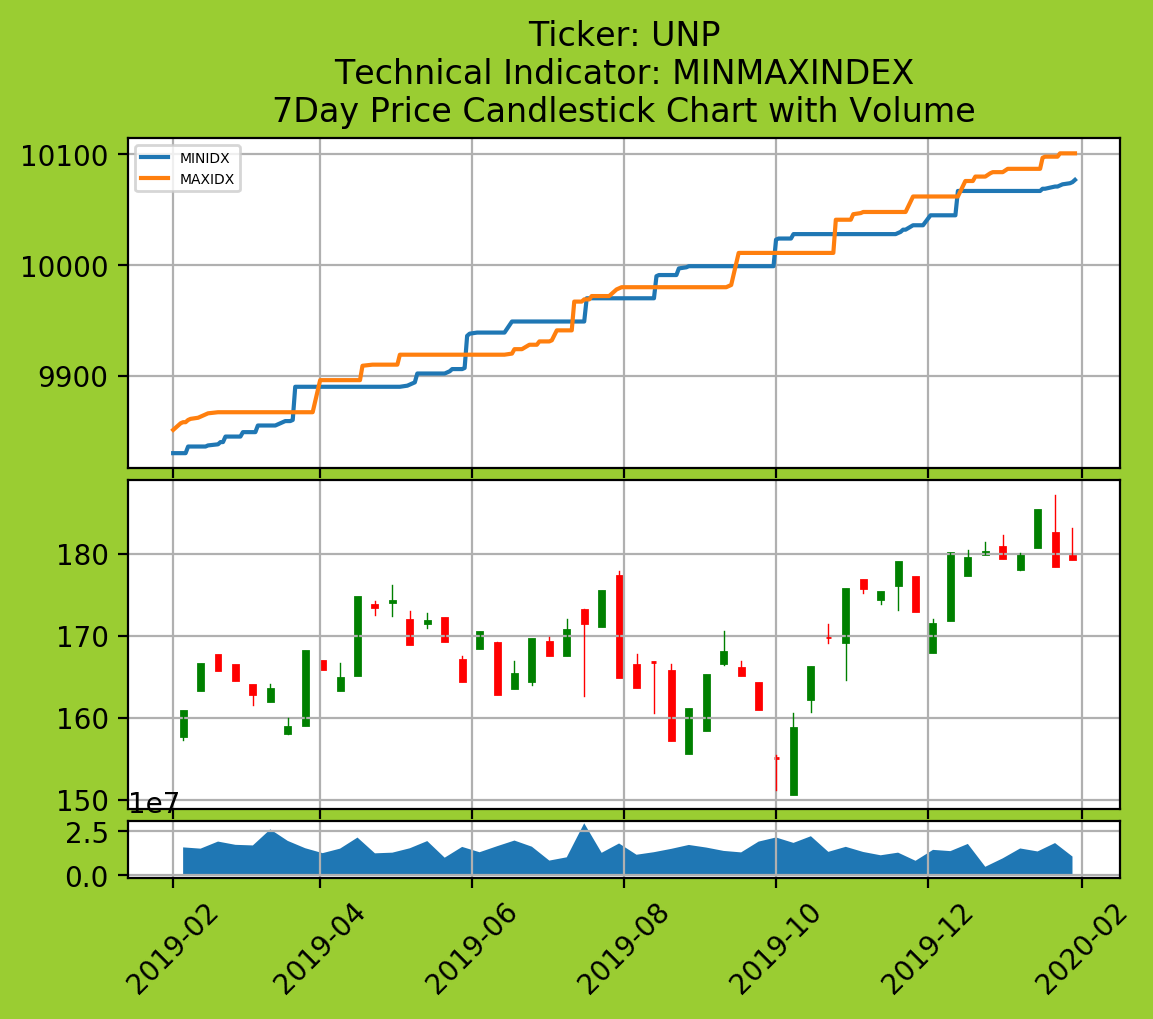 Ticker: UNP
Technical Indicator: MINMAXINDEX
7Day Price Candlestick Chart with Volume
MINIDX
MAXIDX
10100
10000
9900
180
170
160
150
1e7
2.5
0.0
2019-02
2019-04
2019-06
2019-08
2019-10
2019-12
2020-02